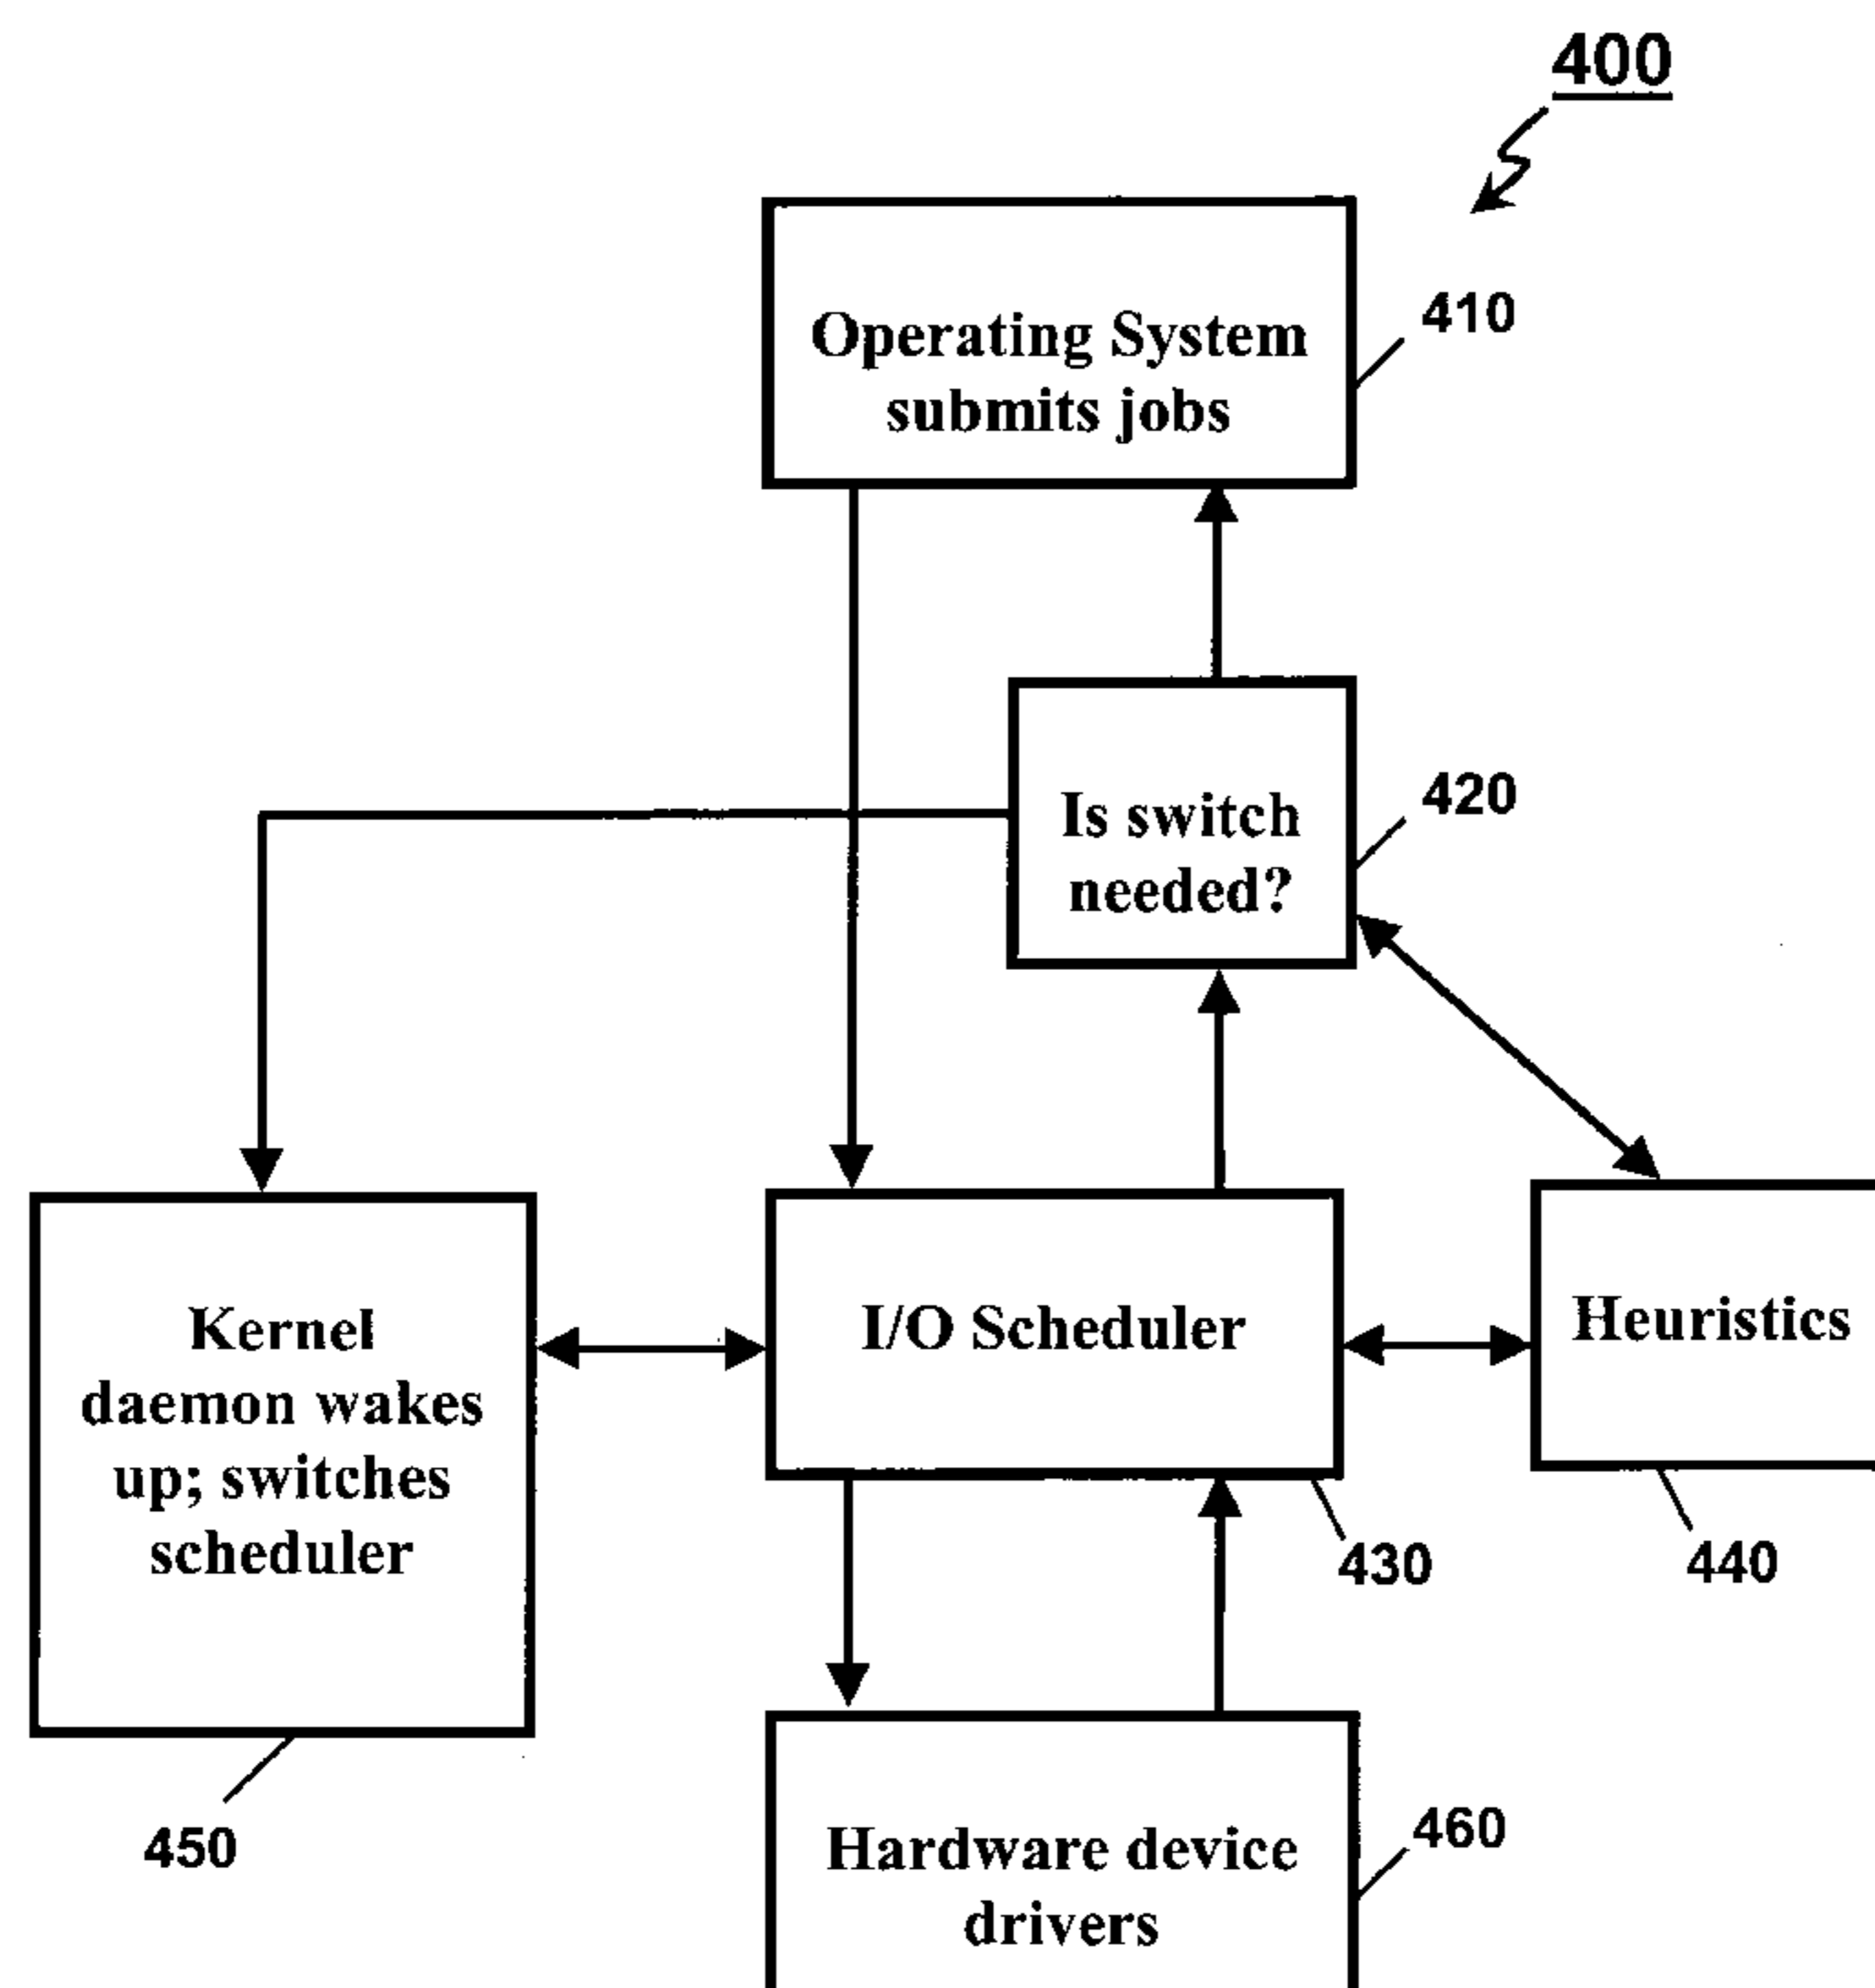 400
Operating System
submits jobs
410
Is switch
needed?
420
Kernel
daemon wakes
up; switches
scheduler
I/O Scheduler
Heuristics
430
440
450
Hardware device
drivers
460